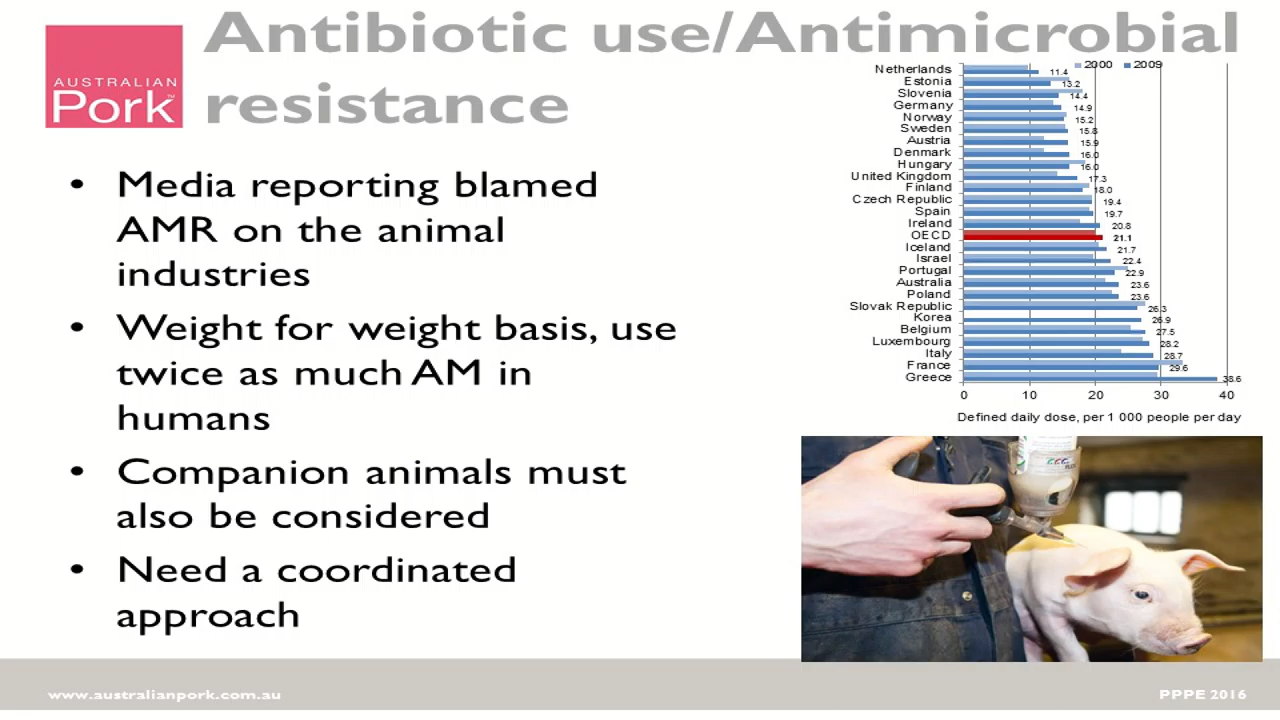 Antibiotic use/Antimicrobial
resistance
AUSTRALIAN
Pork™
• Media reporting blamed
AMR on the animal
industries
• Weight for weight basis, use
twice as much AM in
humans
• Companion animals must
also be considered
• Need a coordinated
approach
2000 2009
Netherlands 11.4
Estonia 13.2
Slovenia 14.4
Germany 14.9
Norway 15.2
Sweden 15.8
Austria 15.9
Denmark 16.0
Hungary 16.0
United Kingdom 17.3
Finland 18.0
Czech Republic 19.4
Spain 19.7
Ireland 20.8
OECD 21.1
Iceland 21.7
Israel 22.4
Portugal 22.9
Australia 23.6
Poland 23.6
Slovak Republic 26.3
Korea 26.9
Belgium 27.5
Luxembourg 28.2
Italy 28.7
France 29.6
Greece 38.6
0 10 20 30 40
Defined daily dose, per 1 000 people per day
www.australianpork.com.au
PPPE 2016